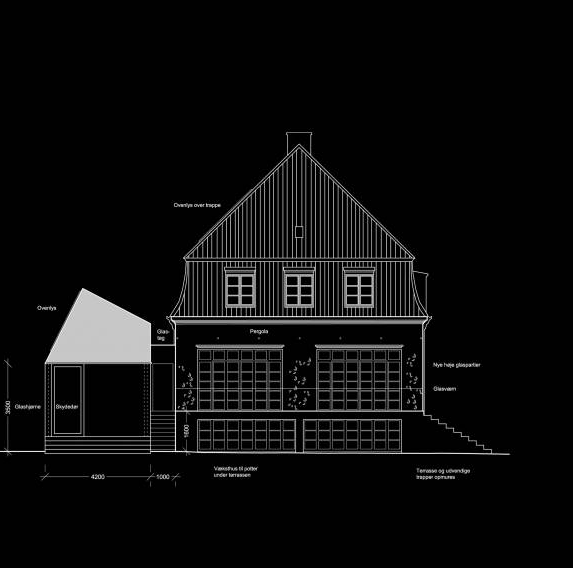 Ovenlys over trappe
Ovenlys
Glas-
tag
Pergola
Nye høje glaspartier
Glasværn
Glashjørne
Skydedør
3500
1600
4200
1000
Væksthus til potter
under terrassen
Terrasse og udvendige
trapper opmures